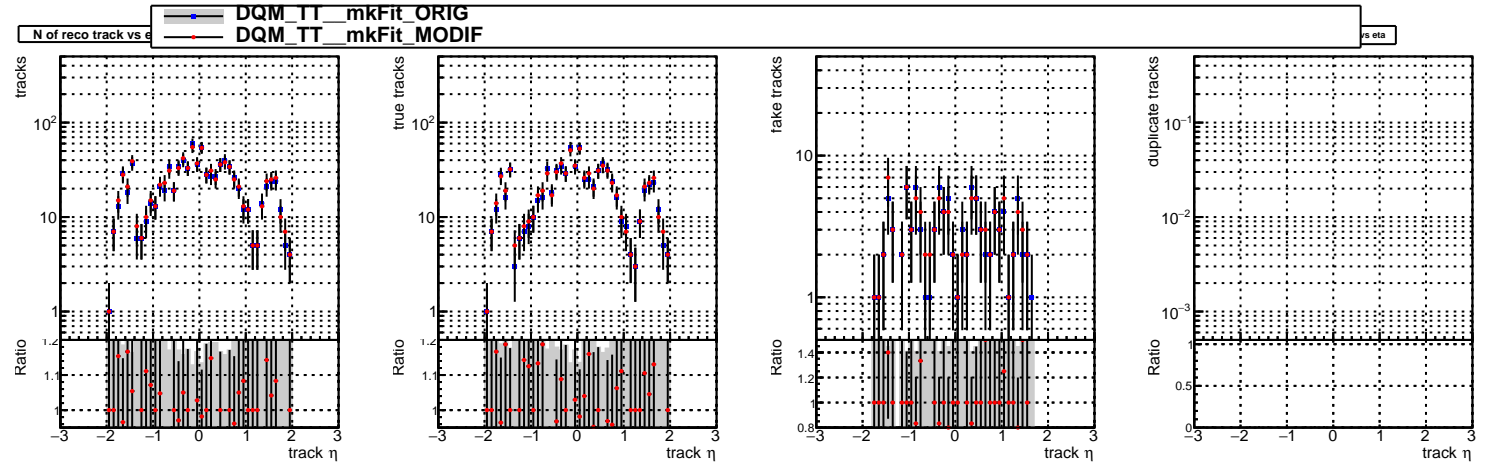 DQM_TT__mkFit_ORIG
DQM_TT__mkFit_MODIF
N of reco track vs e
vs eta
tracks
10²
10
1
Ratio
1.2
1.1
1
−3 −2 −1 0 1 2 3
track η
true tracks
10²
10
1
Ratio
1.2
1.1
1
−3 −2 −1 0 1 2 3
track η
fake tracks
10
1
Ratio
1.4
1.2
1
0.8
−3 −2 −1 0 1 2 3
track η
duplicate tracks
10⁻¹
10⁻²
10⁻³
Ratio
1
0.5
0
−3 −2 −1 0 1 2 3
track η